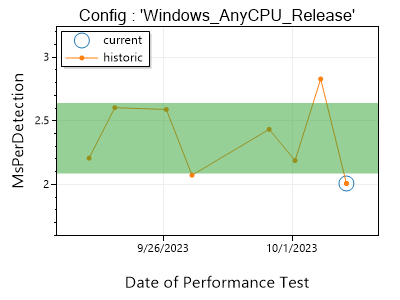 Config : 'Windows_AnyCPU_Release'
current
historic
3
2.5
2
MsPerDetection
9/26/2023
10/1/2023
Date of Performance Test